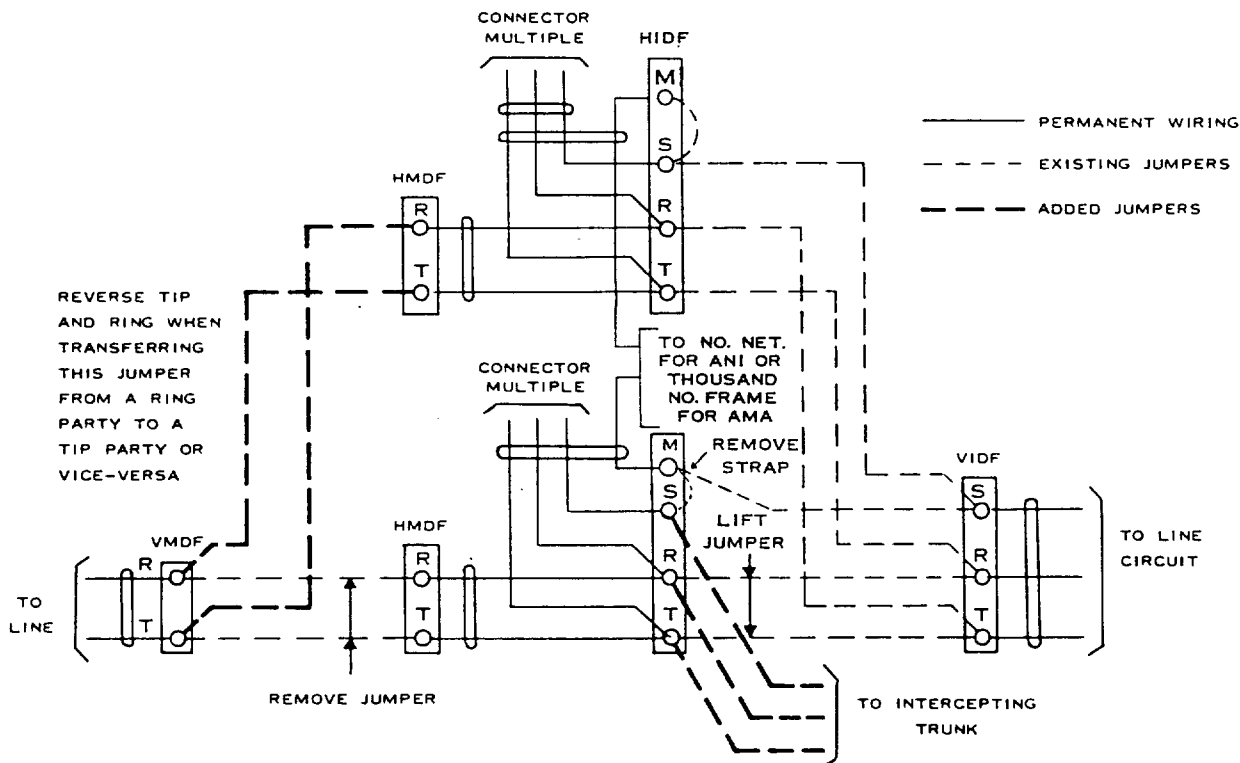 CONNECTOR
MULTIPLE
HIDF
M
S
R
T
PERMANENT WIRING
EXISTING JUMPERS
ADDED JUMPERS
HMDF
R
T
REVERSE TIP
AND RING WHEN
TRANSFERRING
THIS JUMPER
FROM A RING
PARTY TO A
TIP PARTY OR
VICE-VERSA
TO NO. NET.
FOR ANI OR
THOUSAND
NO. FRAME
FOR AMA
CONNECTOR
MULTIPLE
M
S
R
T
REMOVE
STRAP
LIFT
JUMPER
VIDF
S
R
T
TO LINE
CIRCUIT
VMDF
R
T
TO
LINE
HMDF
R
T
REMOVE JUMPER
TO INTERCEPTING
TRUNK